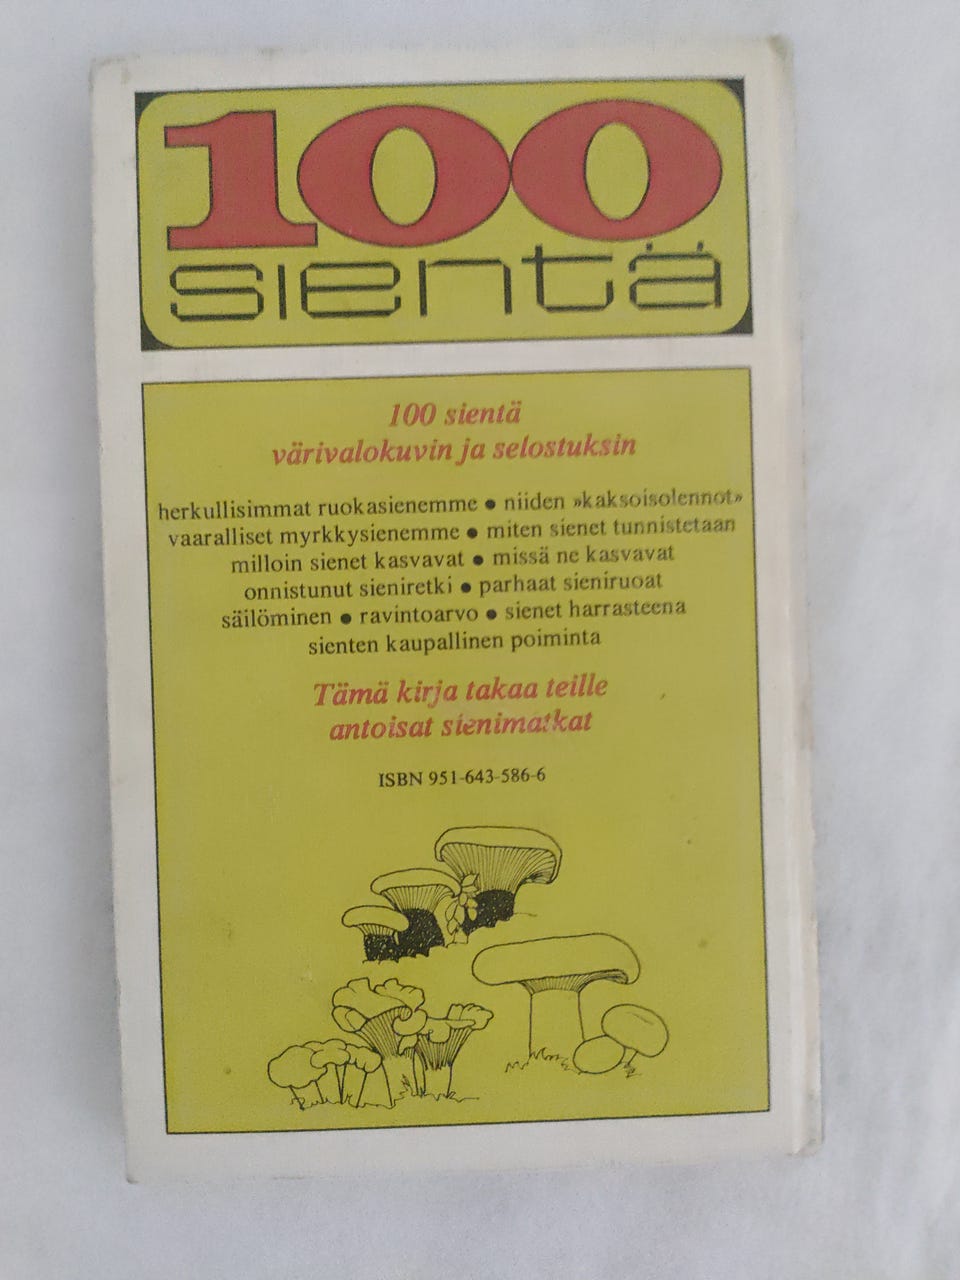 100
sientä
100 sientä
värivalokuvin ja selostuksin
herkullisimmat ruokasienemme ● niiden »kaksoisolennot»
vaaralliset myrkkysienemme ● miten sienet tunnistetaan
milloin sienet kasvavat ● missä ne kasvavat
onnistunut sieniretki ● parhaat sieniruoat
säilöminen ● ravintoarvo ● sienet harrasteena
sienten kaupallinen poiminta
Tämä kirja takaa teille
antoisat sienimatkat
ISBN 951-643-586-6